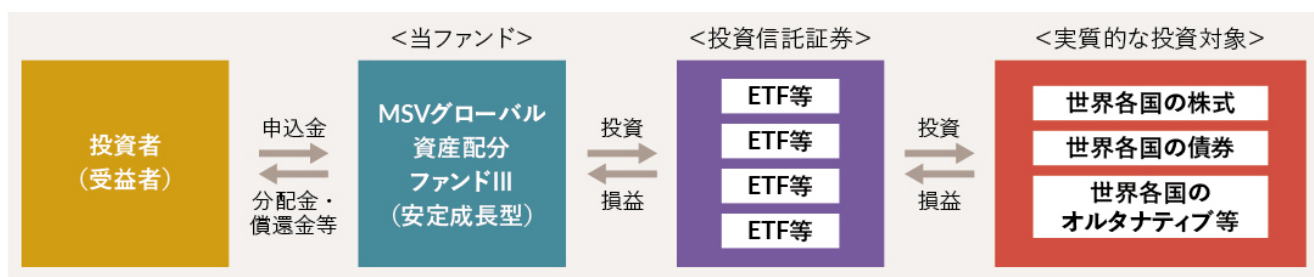 <当ファンド>
<投資信託証券>
<実質的な投資対象>
投資者
(受益者)
申込金
分配金・
償還金等
MSVグローバル
資産配分
ファンドIII
(安定成長型)
投資
損益
ETF等
ETF等
ETF等
ETF等
投資
損益
世界各国の株式
世界各国の債券
世界各国の
オルタナティブ等